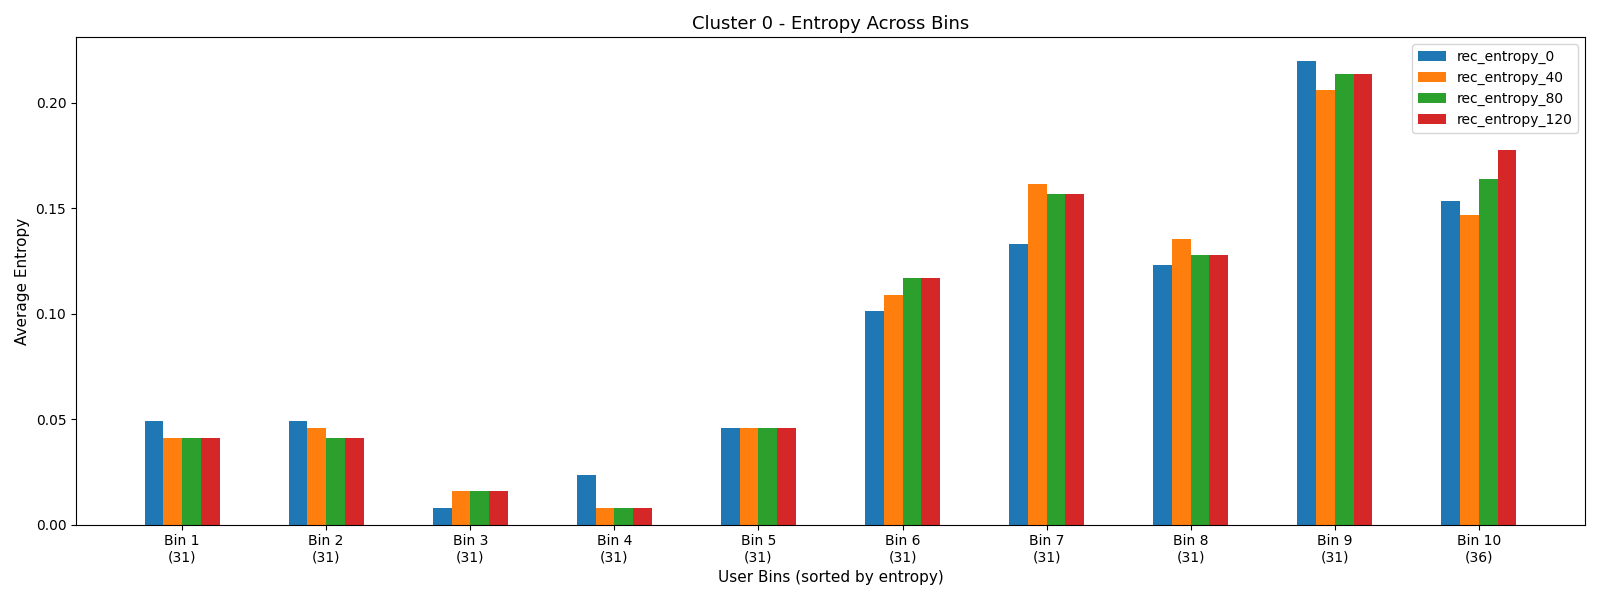 Cluster 0 - Entropy Across Bins
rec_entropy_0
rec_entropy_40
rec_entropy_80
rec_entropy_120
Average Entropy
0.20
0.15
0.10
0.05
0.00
Bin 1 Bin 2 Bin 3 Bin 4 Bin 5 Bin 6 Bin 7 Bin 8 Bin 9 Bin 10
(31) (31) (31) (31) (31) (31) (31) (31) (31) (36)
User Bins (sorted by entropy)